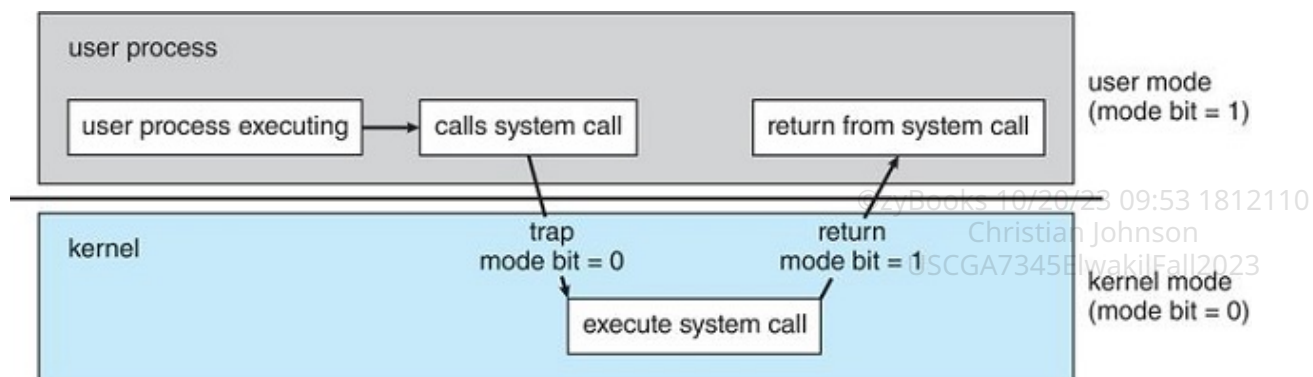 user process
user process executing
calls system call
return from system call
user mode
(mode bit = 1)
©zyBooks 10/20/23 09:53 1812110
Christian Johnson
USCGA7345ElwakilFall2023
kernel
trap
mode bit = 0
return
mode bit = 1
kernel mode
(mode bit = 0)
execute system call